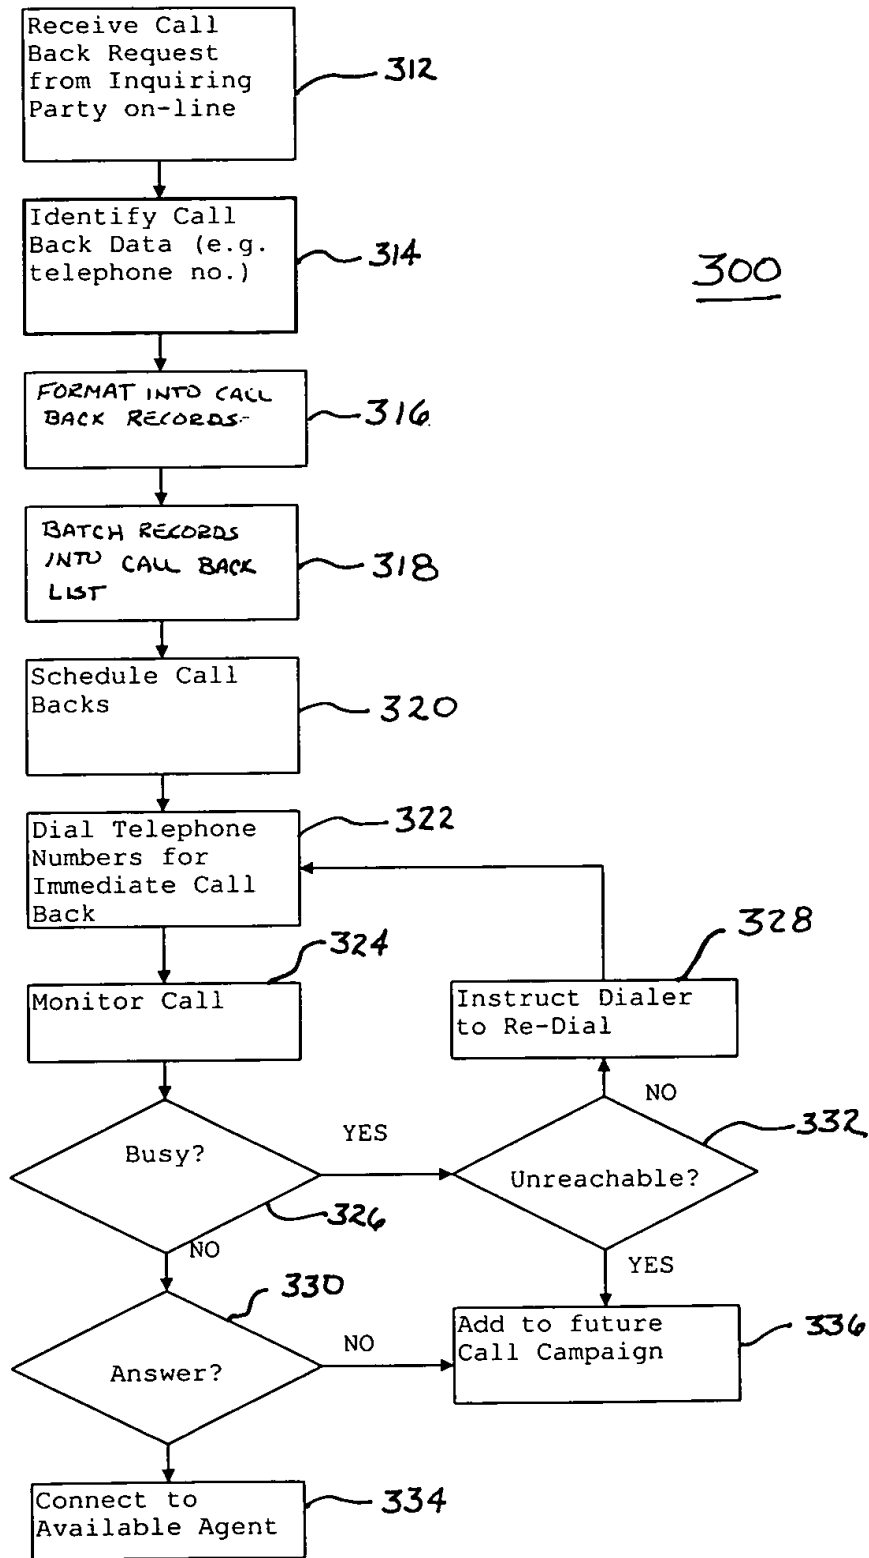 Receive Call
Back Request
from Inquiring
Party on-line
312
Identify Call
Back Data (e.g.
telephone no.)
314
300
FORMAT INTO CALL
BACK RECORDS
316
BATCH RECORDS
INTO CALL BACK
LIST
318
Schedule Call
Backs
320
Dial Telephone
Numbers for
Immediate Call
Back
322
Monitor Call
324
Instruct Dialer
to Re-Dial
328
Busy?
326
YES
NO
Unreachable?
332
NO
YES
Answer?
330
NO
Add to future
Call Campaign
336
Connect to
Available Agent
334